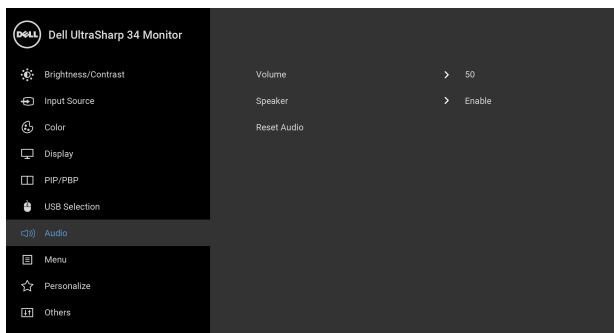 DELL
Dell UltraSharp 34 Monitor
Brightness/Contrast
Input Source
Color
Display
PIP/PBP
USB Selection
Audio
Menu
Personalize
Others
Volume > 50
Speaker > Enable
Reset Audio